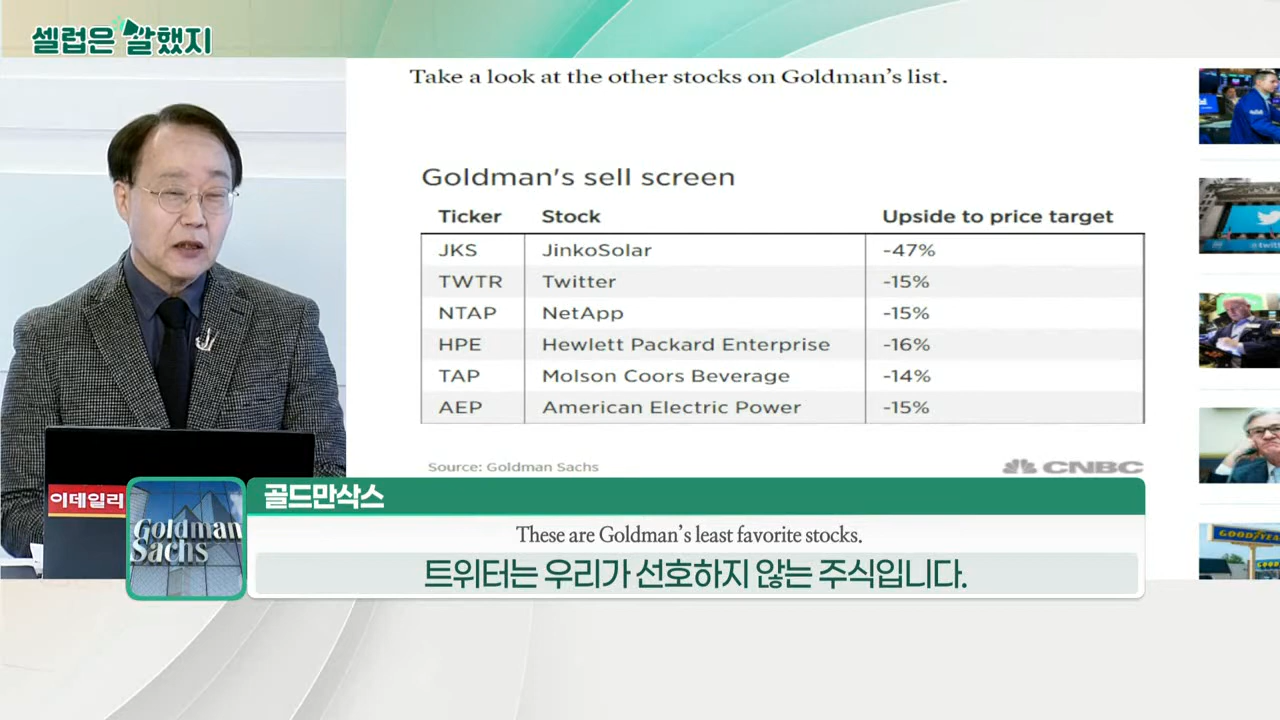 셀럽은 말했지
Take a look at the other stocks on Goldman's list.
Goldman's sell screen
Ticker Stock Upside to price target
JKS JinkoSolar -47%
TWTR Twitter -15%
NTAP NetApp -15%
HPE Hewlett Packard Enterprise -16%
TAP Molson Coors Beverage -14%
AEP American Electric Power -15%
Source: Goldman Sachs
CNBC
이데일리
Goldman
Sachs
골드만삭스
These are Goldman's least favorite stocks.
트위터는 우리가 선호하지 않는 주식입니다.